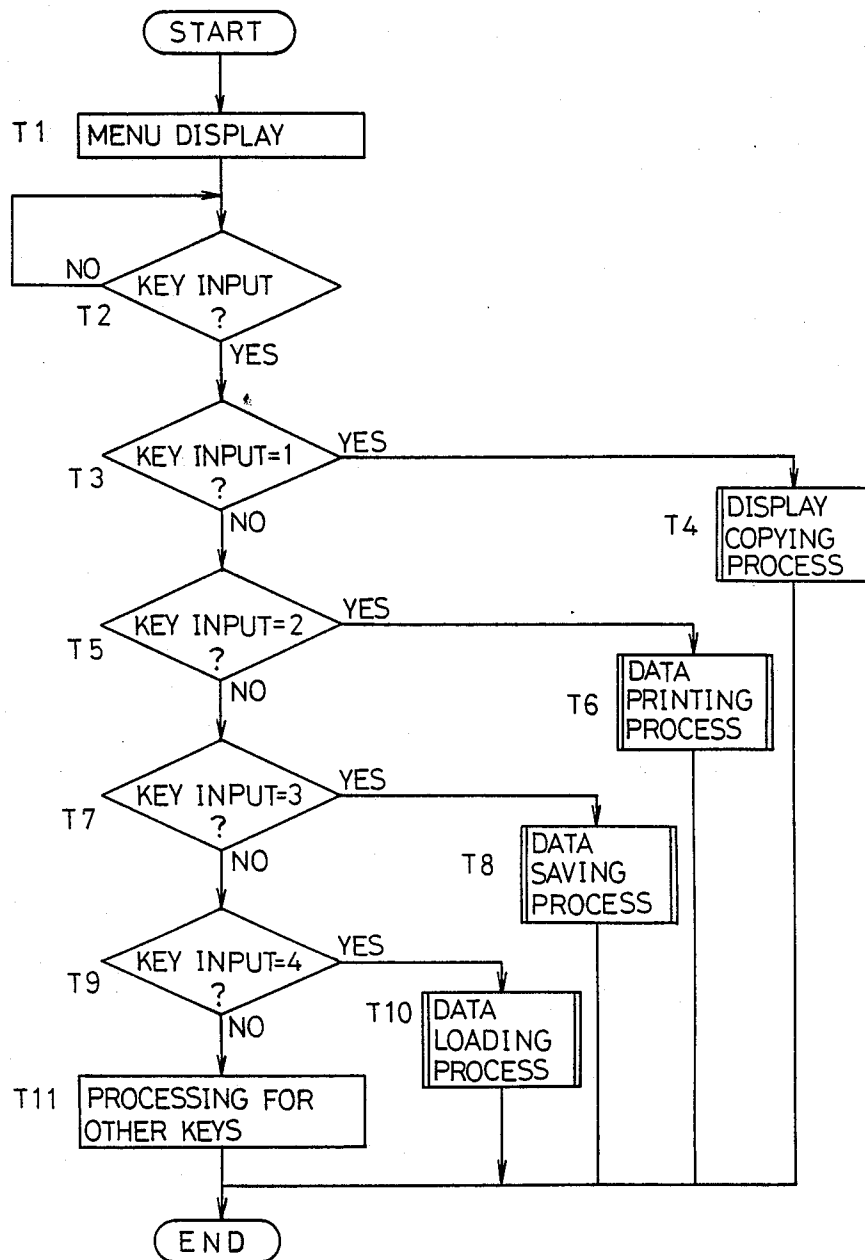 START
T1
MENU DISPLAY
NO
KEY INPUT
?
T2
YES
KEY INPUT=1
?
T3
YES
NO
T4
DISPLAY
COPYING
PROCESS
KEY INPUT=2
?
T5
YES
NO
T6
DATA
PRINTING
PROCESS
KEY INPUT=3
?
T7
YES
NO
T8
DATA
SAVING
PROCESS
KEY INPUT=4
?
T9
YES
NO
T10
DATA
LOADING
PROCESS
T11
PROCESSING FOR
OTHER KEYS
END